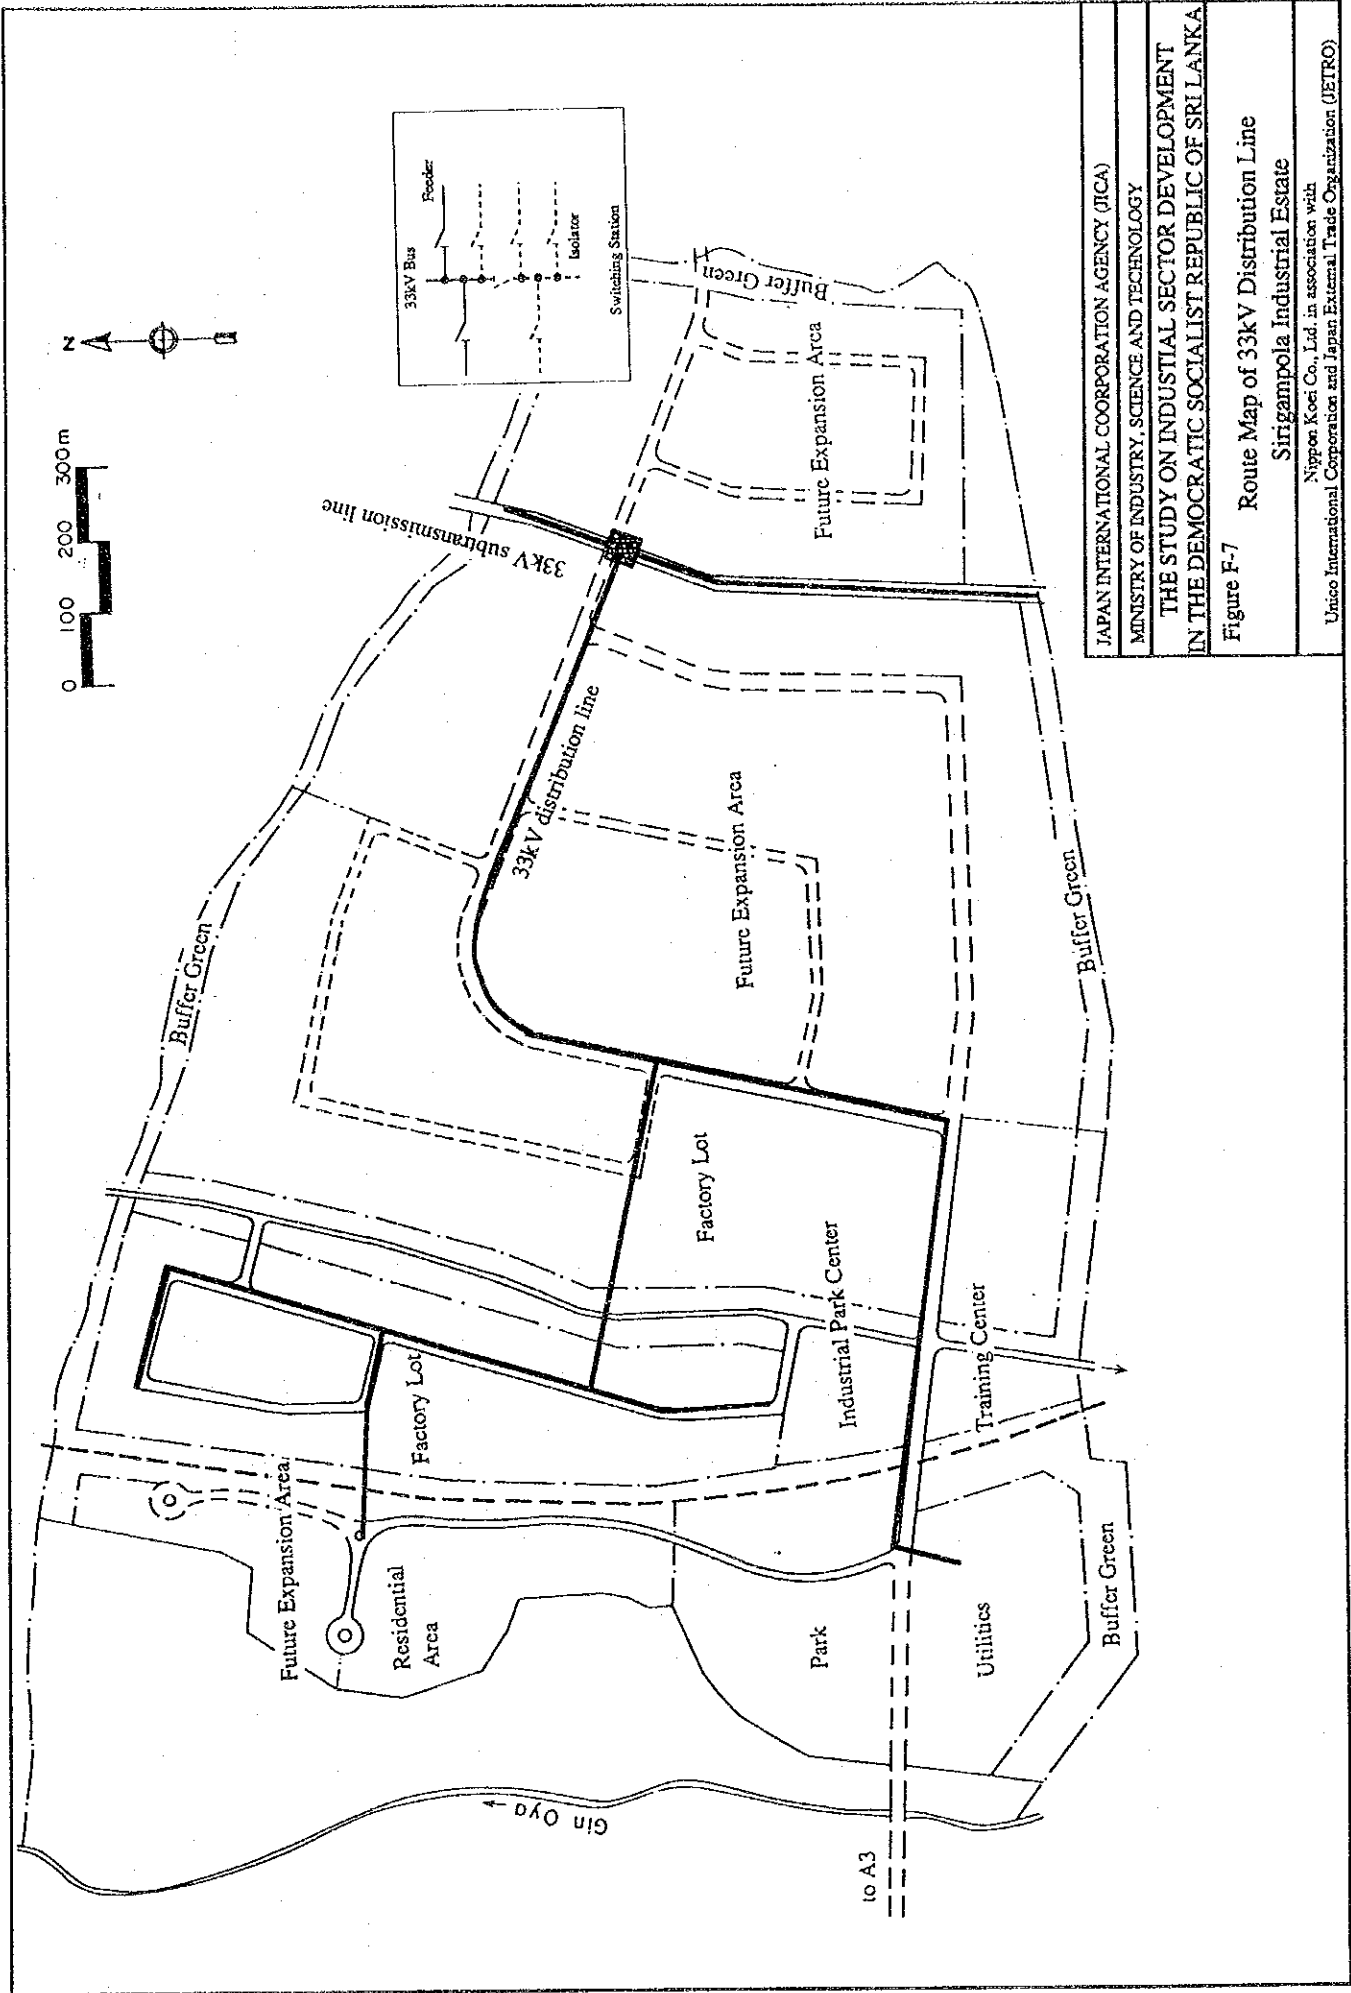 N
0 100 200 300m
33kV Bus
Feeder
Isolator
Switching Station
33kV subtransmission line
Buffer Green
33kV distribution line
Buffer Green
Future Expansion Area
Future Expansion Area
Factory Lot
Factory Lot
Industrial Park Center
Training Center
Buffer Green
Future Expansion Area
Residential
Area
Park
Utilities
Buffer Green
Gin Oya
to A3
JAPAN INTERNATIONAL COORPORATION AGENCY (JICA)
MINISTRY OF INDUSTRY, SCIENCE AND TECHNOLOGY
THE STUDY ON INDUSTIAL SECTOR DEVELOPMENT
IN THE DEMOCRATIC SOCIALIST REPUBLIC OF SRI LANKA
Figure F-7 Route Map of 33kV Distribution Line
Sirigampola Industrial Estate
Nippon Koei Co., Ltd. in association with
Unico International Corporation and Japan External Trade Organization (JETRO)